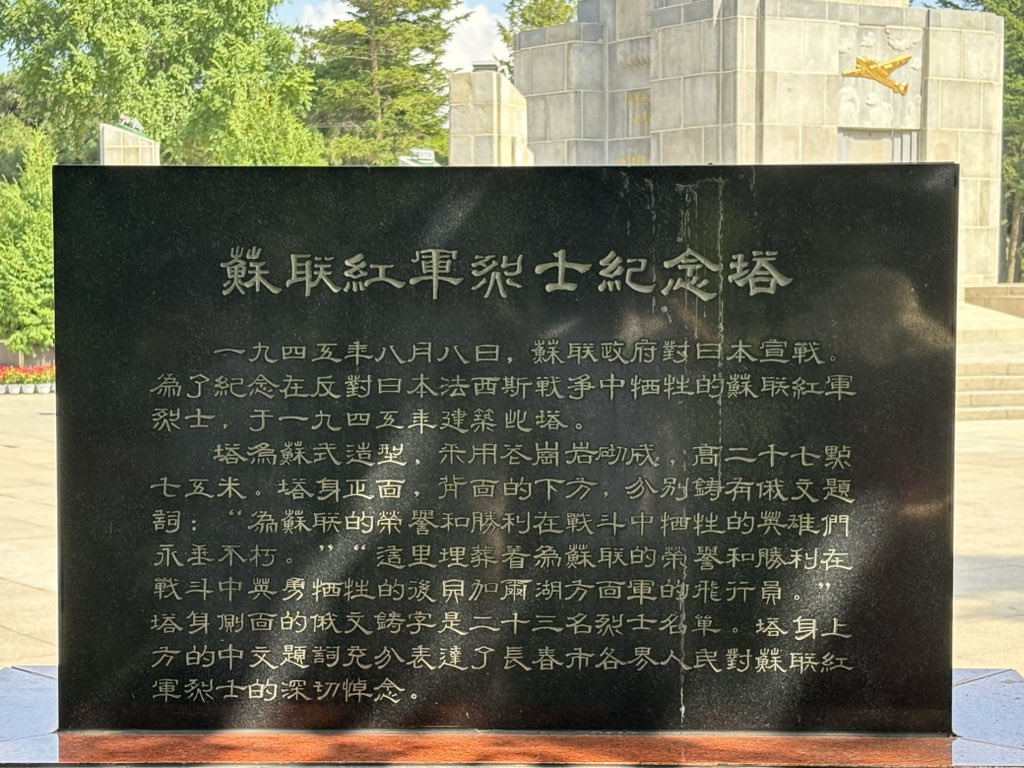 蘇联紅軍烈士紀念塔
一九四五年八月八日，蘇联政府對日本宣戰。
為了紀念在反對日本法西斯戰爭中牺牲的蘇联紅軍
烈士，于一九四五年建築此塔。
塔為蘇式造型，采用花崗岩砌成，高二十七點
七五米。塔身正面，背面的下方，分别鋳有俄文題
詞：“為蘇联的榮譽和勝利在戰斗中牺牲的英雄們
永垂不朽。”“這里埋葬着為蘇联的榮譽和勝利在
戰斗中英勇牺牲的後貝加爾湖方面軍的飛行員。”
塔身側面的俄文鋳字是二十三名烈士名單。塔身上
方的中文題詞充分表達了長春市各界人民對蘇联紅
軍烈士的深切悼念。